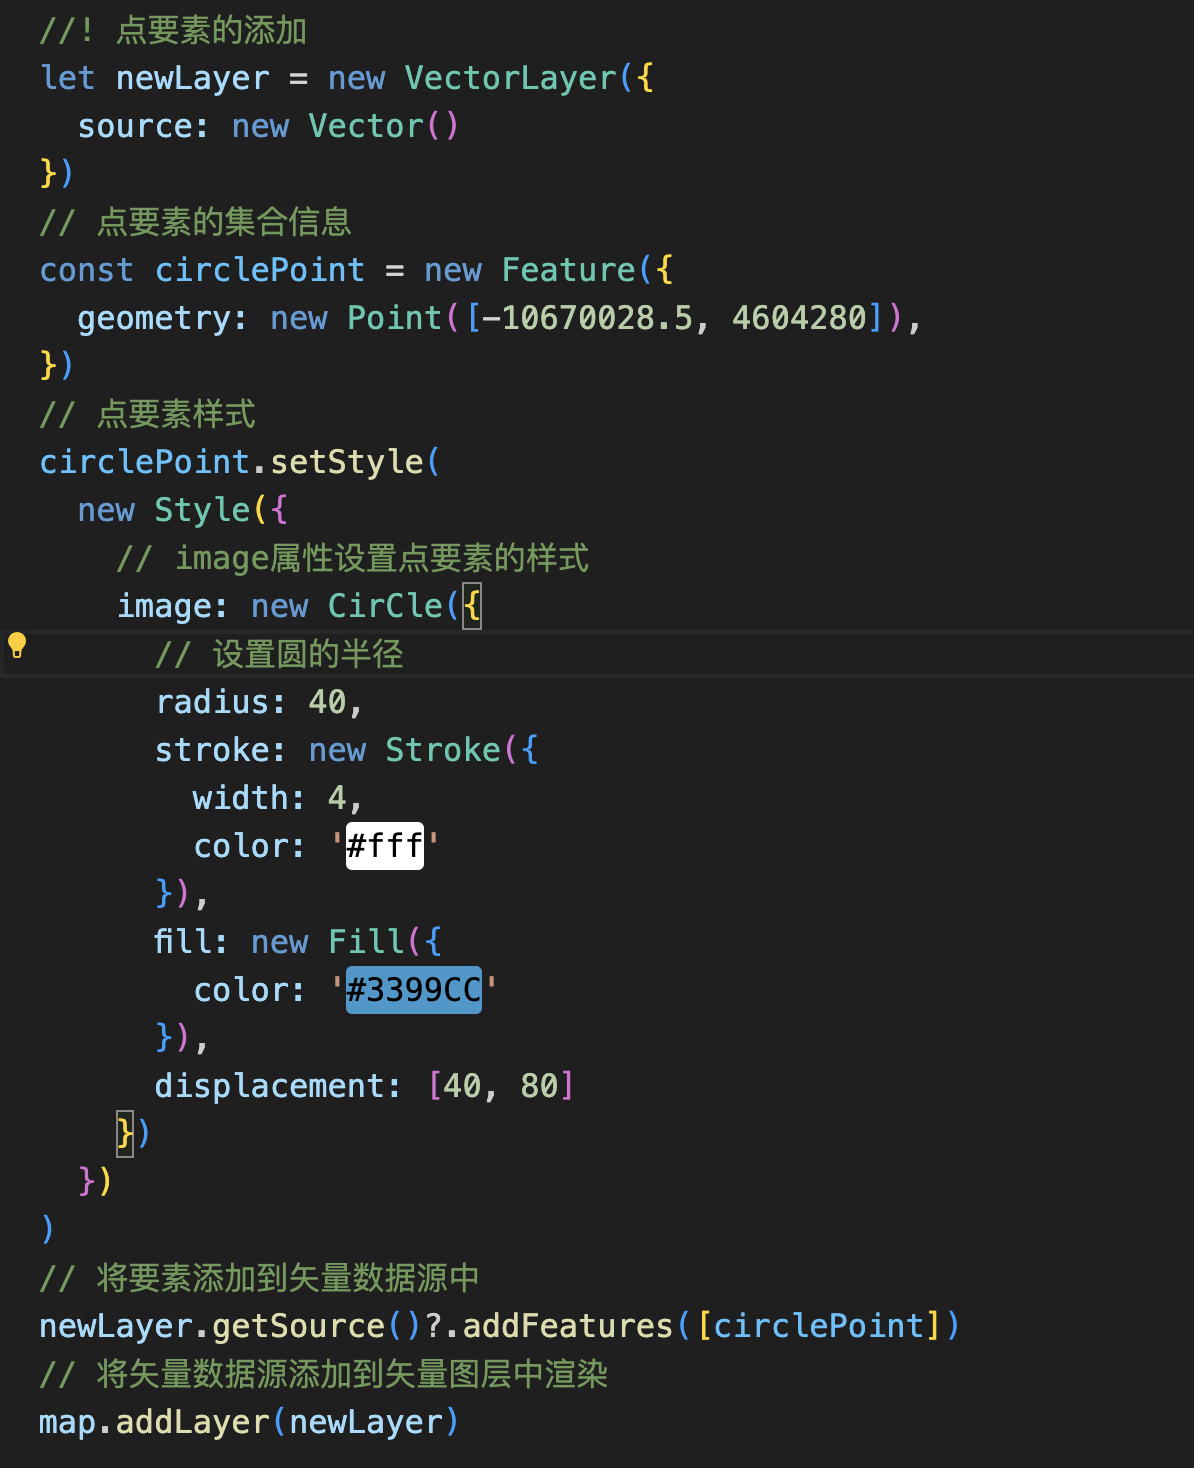 //! 点要素的添加
let newLayer = new VectorLayer({
  source: new Vector()
})
// 点要素的集合信息
const circlePoint = new Feature({
  geometry: new Point([-10670028.5, 4604280]),
})
// 点要素样式
circlePoint.setStyle(
  new Style({
    // image属性设置点要素的样式
    image: new CirCle({
      // 设置圆的半径
      radius: 40,
      stroke: new Stroke({
        width: 4,
        color: '#fff'
      }),
      fill: new Fill({
        color: '#3399CC'
      }),
      displacement: [40, 80]
    })
  })
)
// 将要素添加到矢量数据源中
newLayer.getSource()?.addFeatures([circlePoint])
// 将矢量数据源添加到矢量图层中渲染
map.addLayer(newLayer)